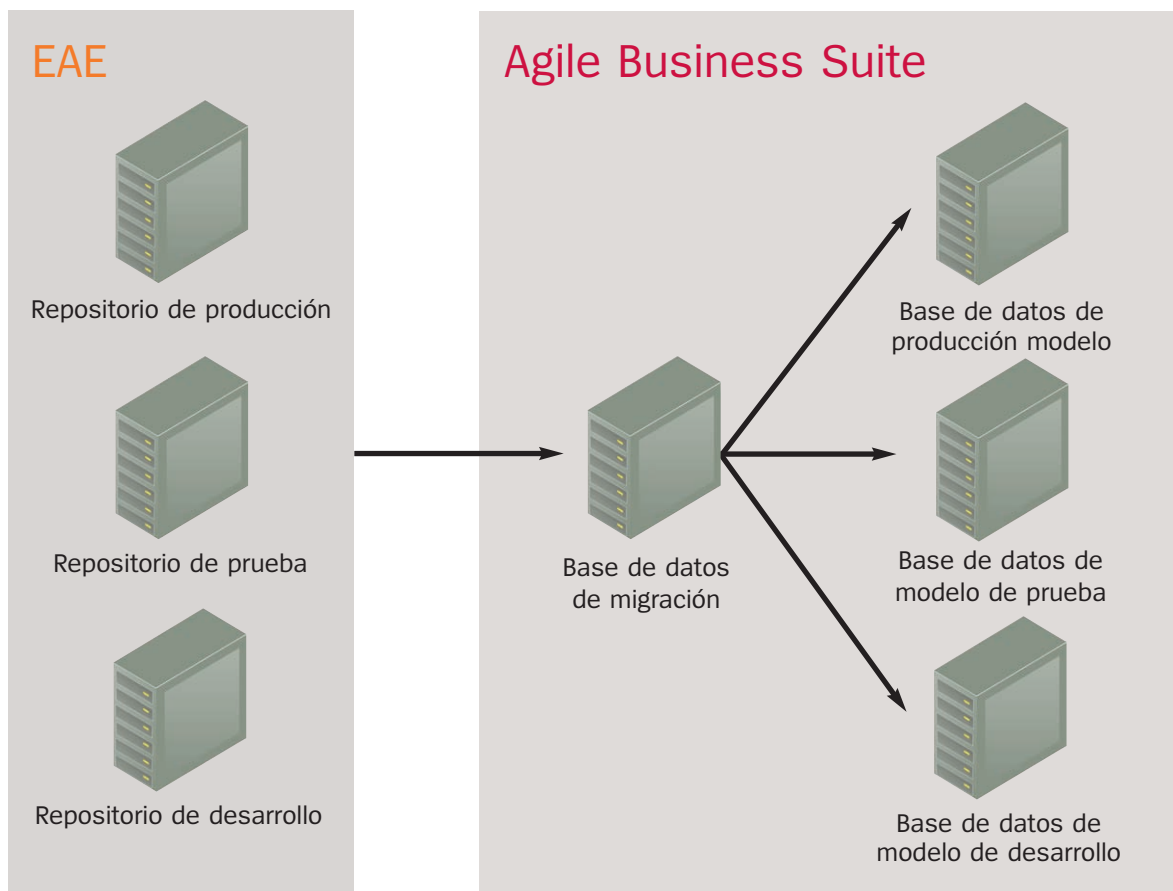 EAE
Repositorio de producción
Repositorio de prueba
Repositorio de desarrollo
Agile Business Suite
Base de datos
de migración
Base de datos de
producción modelo
Base de datos de
modelo de prueba
Base de datos de
modelo de desarrollo